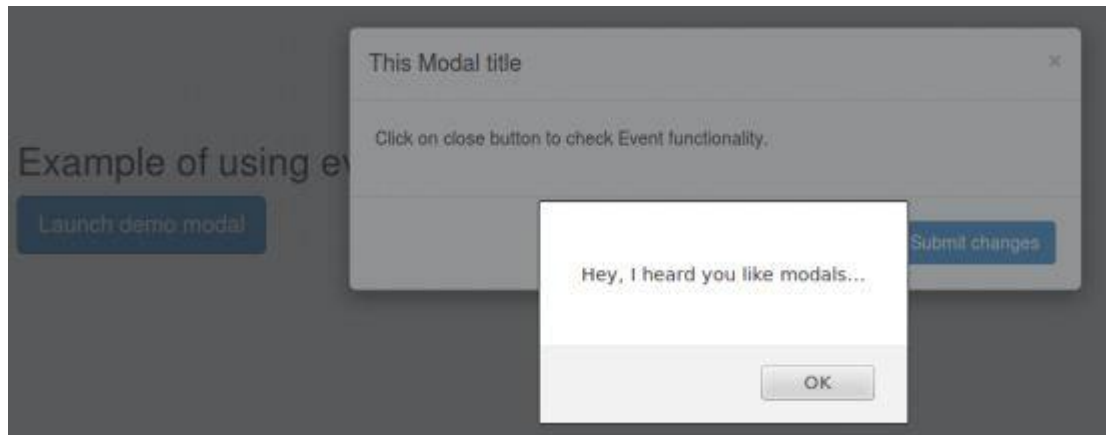 This Modal title ×
Click on close button to check Event functionality.
Example of using ev
Launch demo modal
Submit changes
Hey, I heard you like modals...
OK